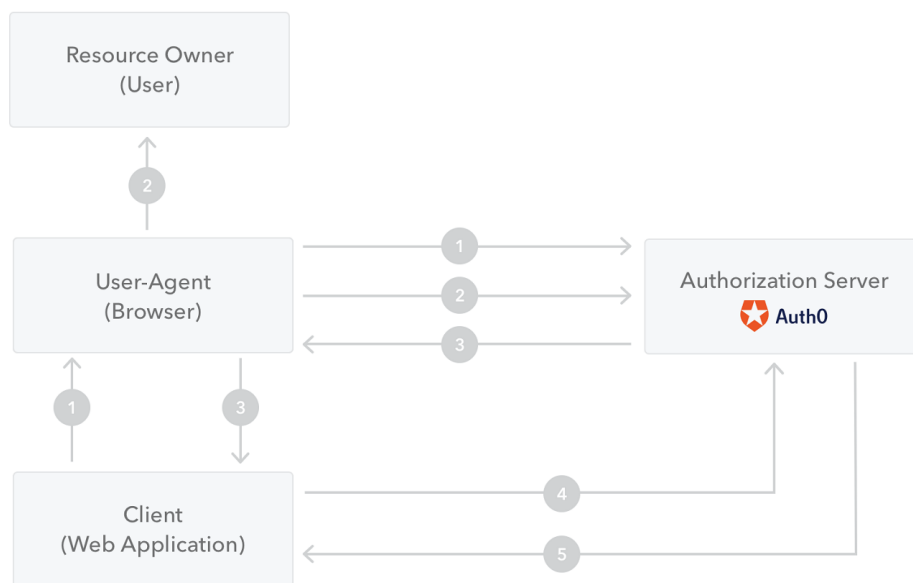 Resource Owner
(User)
2
User-Agent
(Browser)
1
2
3
Authorization Server
Auth0
1
3
Client
(Web Application)
4
5